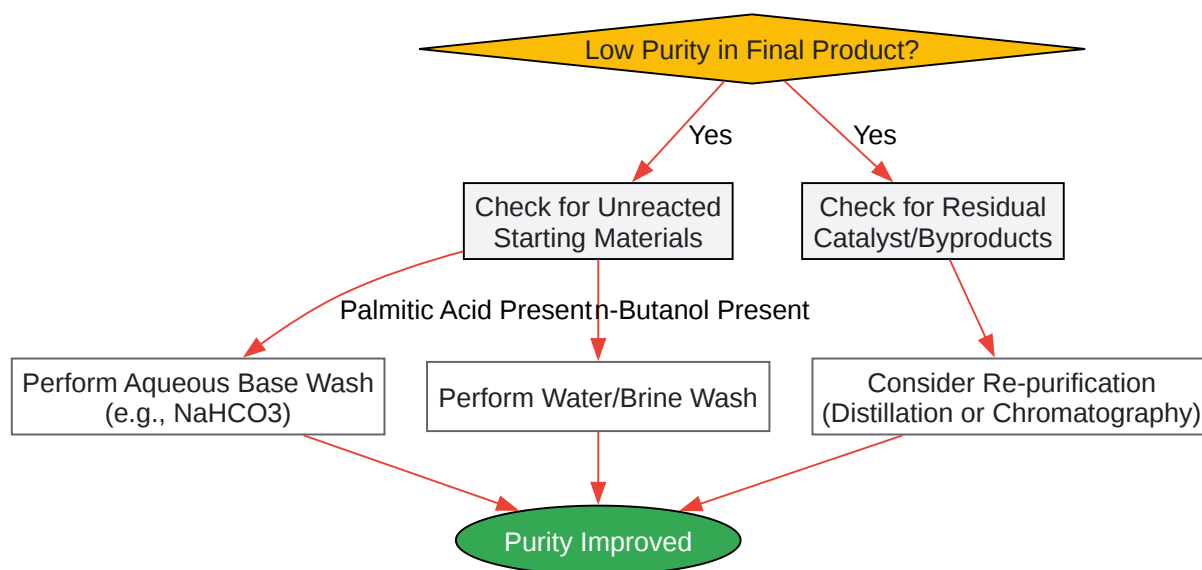 Low Purity in Final Product?
Yes
Yes
Check for Unreacted
Starting Materials
Check for Residual
Catalyst/Byproducts
Palmitic Acid Present
n-Butanol Present
Perform Aqueous Base Wash
(e.g., NaHCO3)
Perform Water/Brine Wash
Consider Re-purification
(Distillation or Chromatography)
Purity Improved